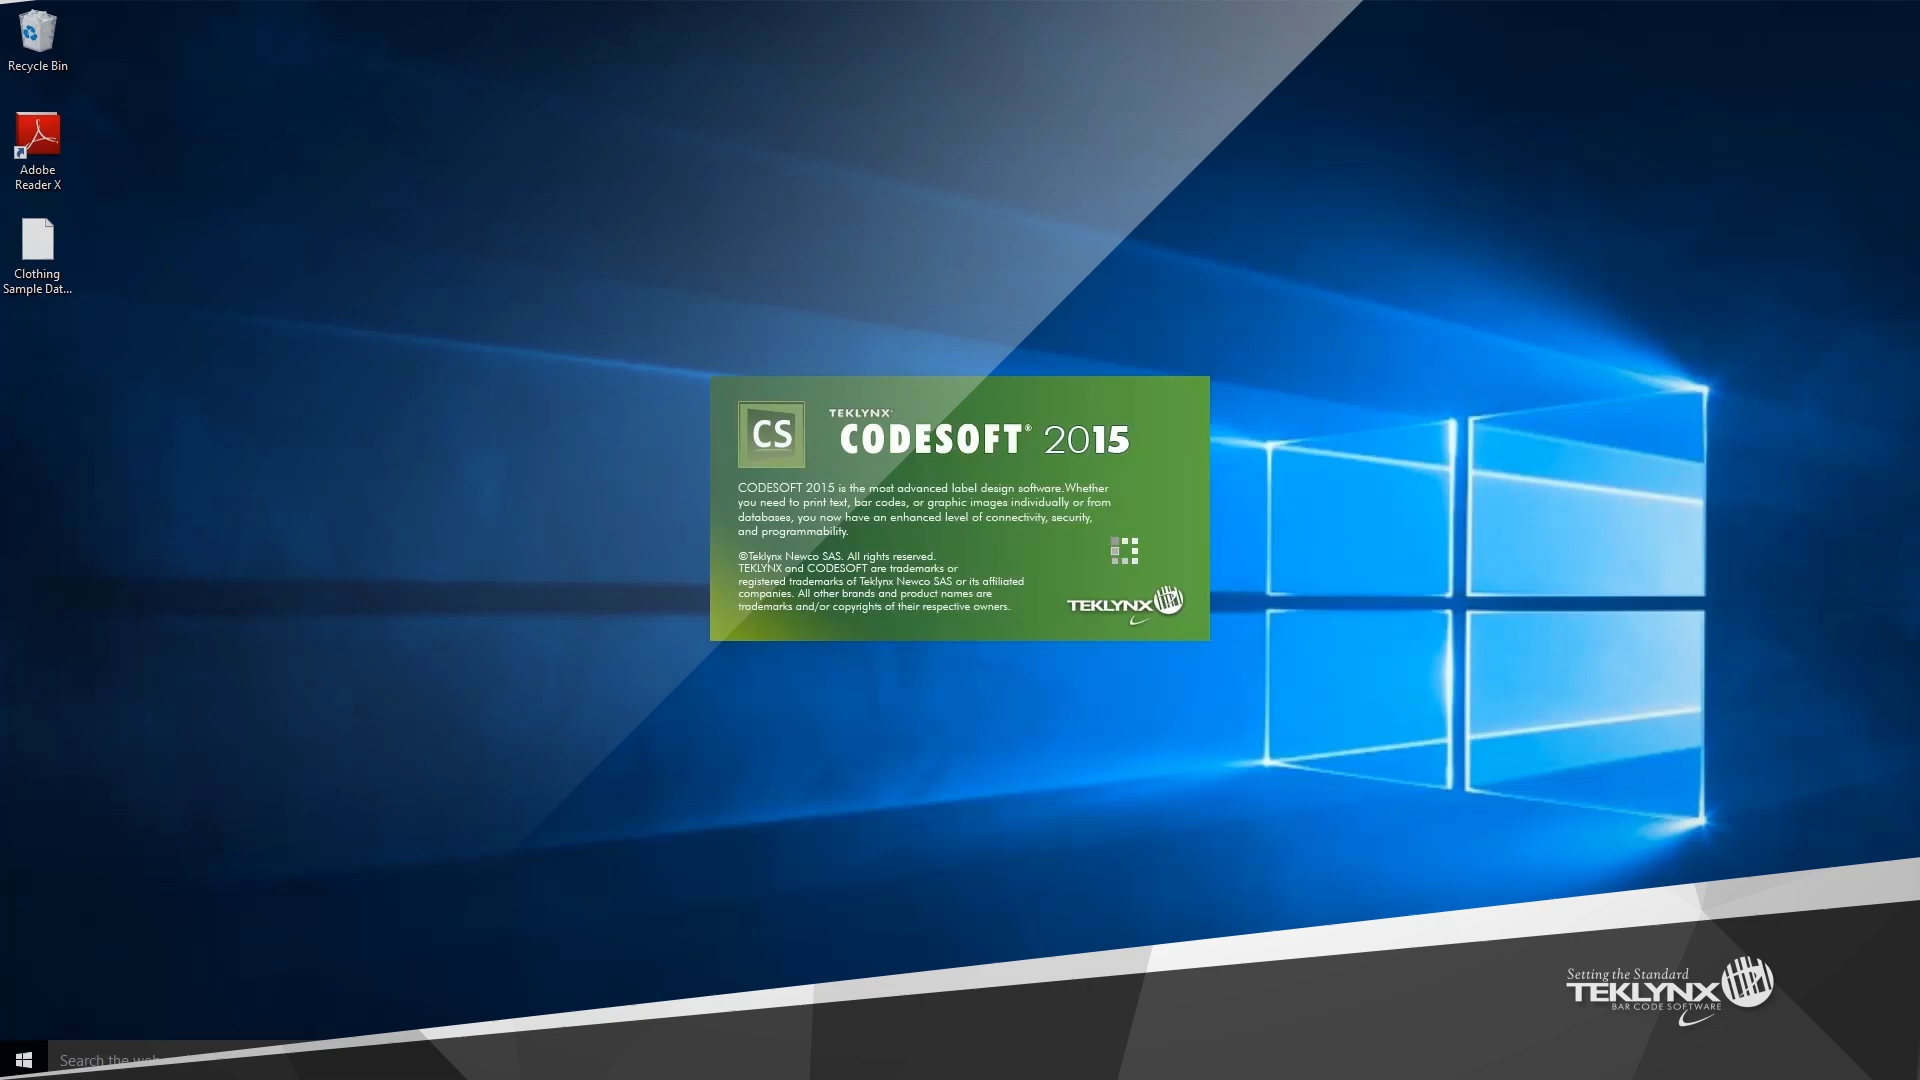 Recycle Bin
Adobe
Reader X
Clothing
Sample Dat...
CS
TEKLYNX
CODESOFT® 2015
CODESOFT 2015 is the most advanced label design software.Whether
you need to print text, bar codes, or graphic images individually or from
databases, you now have an enhanced level of connectivity, security,
and programmability.
©Teklynx Newco SAS. All rights reserved.
TEKLYNX and CODESOFT are trademarks or
registered trademarks of Teklynx Newco SAS or its affiliated
companies. All other brands and product names are
trademarks and/or copyrights of their respective owners.
TEKLYNX
Setting the Standard
TEKLYNX
BAR CODE SOFTWARE
Search the web